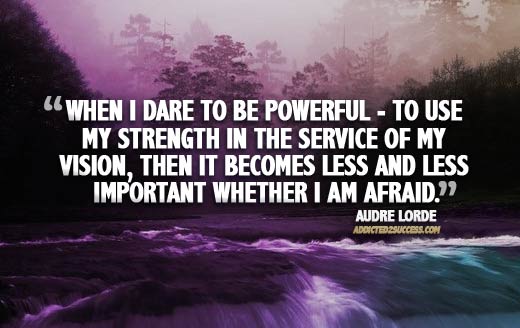 “WHEN I DARE TO BE POWERFUL - TO USE
MY STRENGTH IN THE SERVICE OF MY
VISION, THEN IT BECOMES LESS AND LESS
IMPORTANT WHETHER I AM AFRAID.”
AUDRE LORDE
ADDICTED2SUCCESS.COM